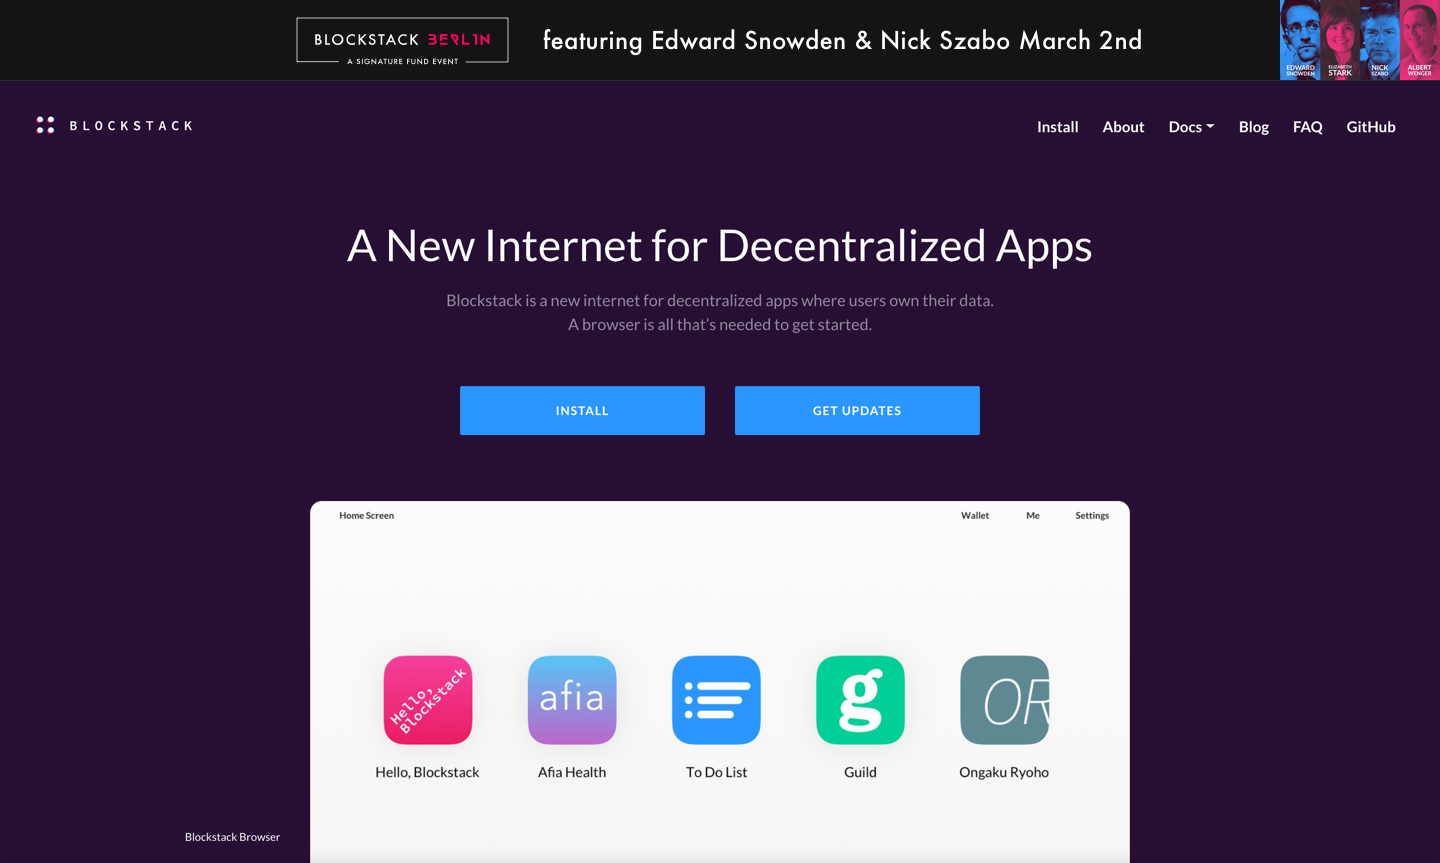 BLOCKSTACK BERL1N
A SIGNATURE FUND EVENT
featuring Edward Snowden & Nick Szabo March 2nd
EDWARD SNOWDEN
ELIZABETH STARK
NICK SZABO
ALBERT WENGER
BLOCKSTACK
Install About Docs Blog FAQ GitHub
A New Internet for Decentralized Apps
Blockstack is a new internet for decentralized apps where users own their data.
A browser is all that’s needed to get started.
INSTALL GET UPDATES
Home Screen Wallet Me Settings
Hello,
Blockstack
afia
g
OR
Hello, Blockstack Afia Health To Do List Guild Ongaku Ryoho
Blockstack Browser